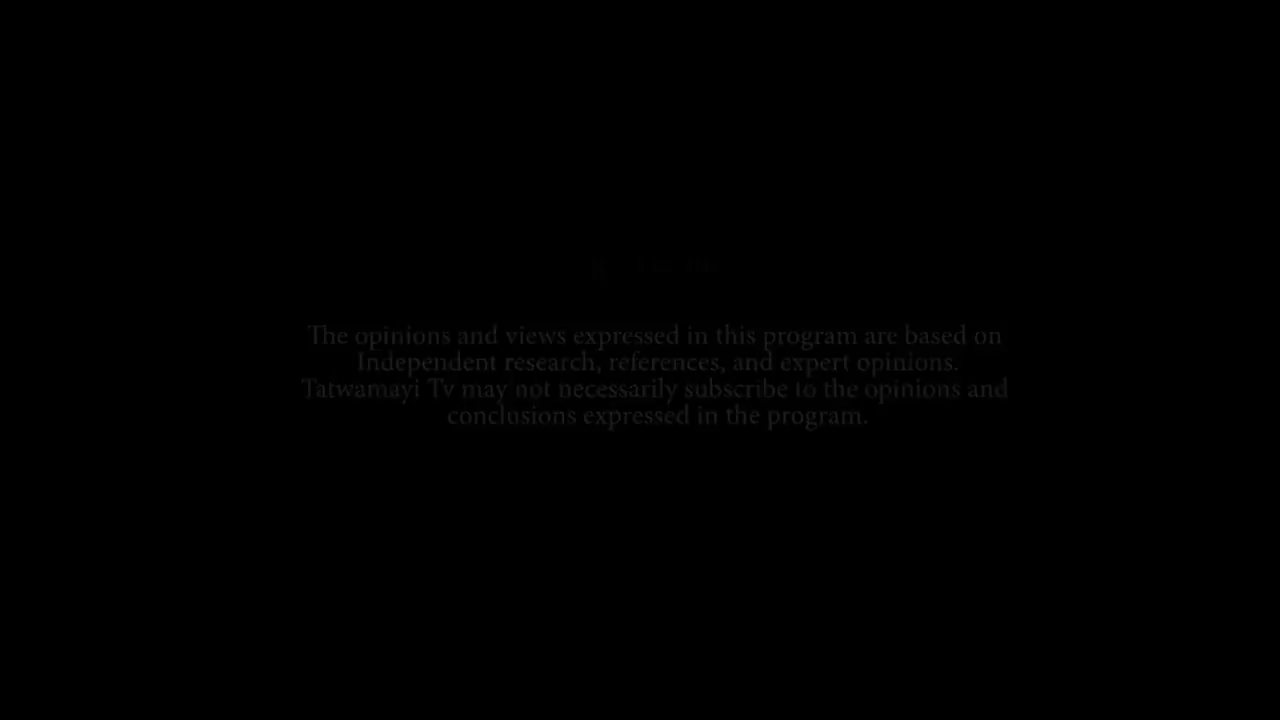 The opinions and views expressed in this program are based on
Independent research, references, and expert opinions.
Tatwamayi Tv may not necessarily subscribe to the opinions and
conclusions expressed in the program.